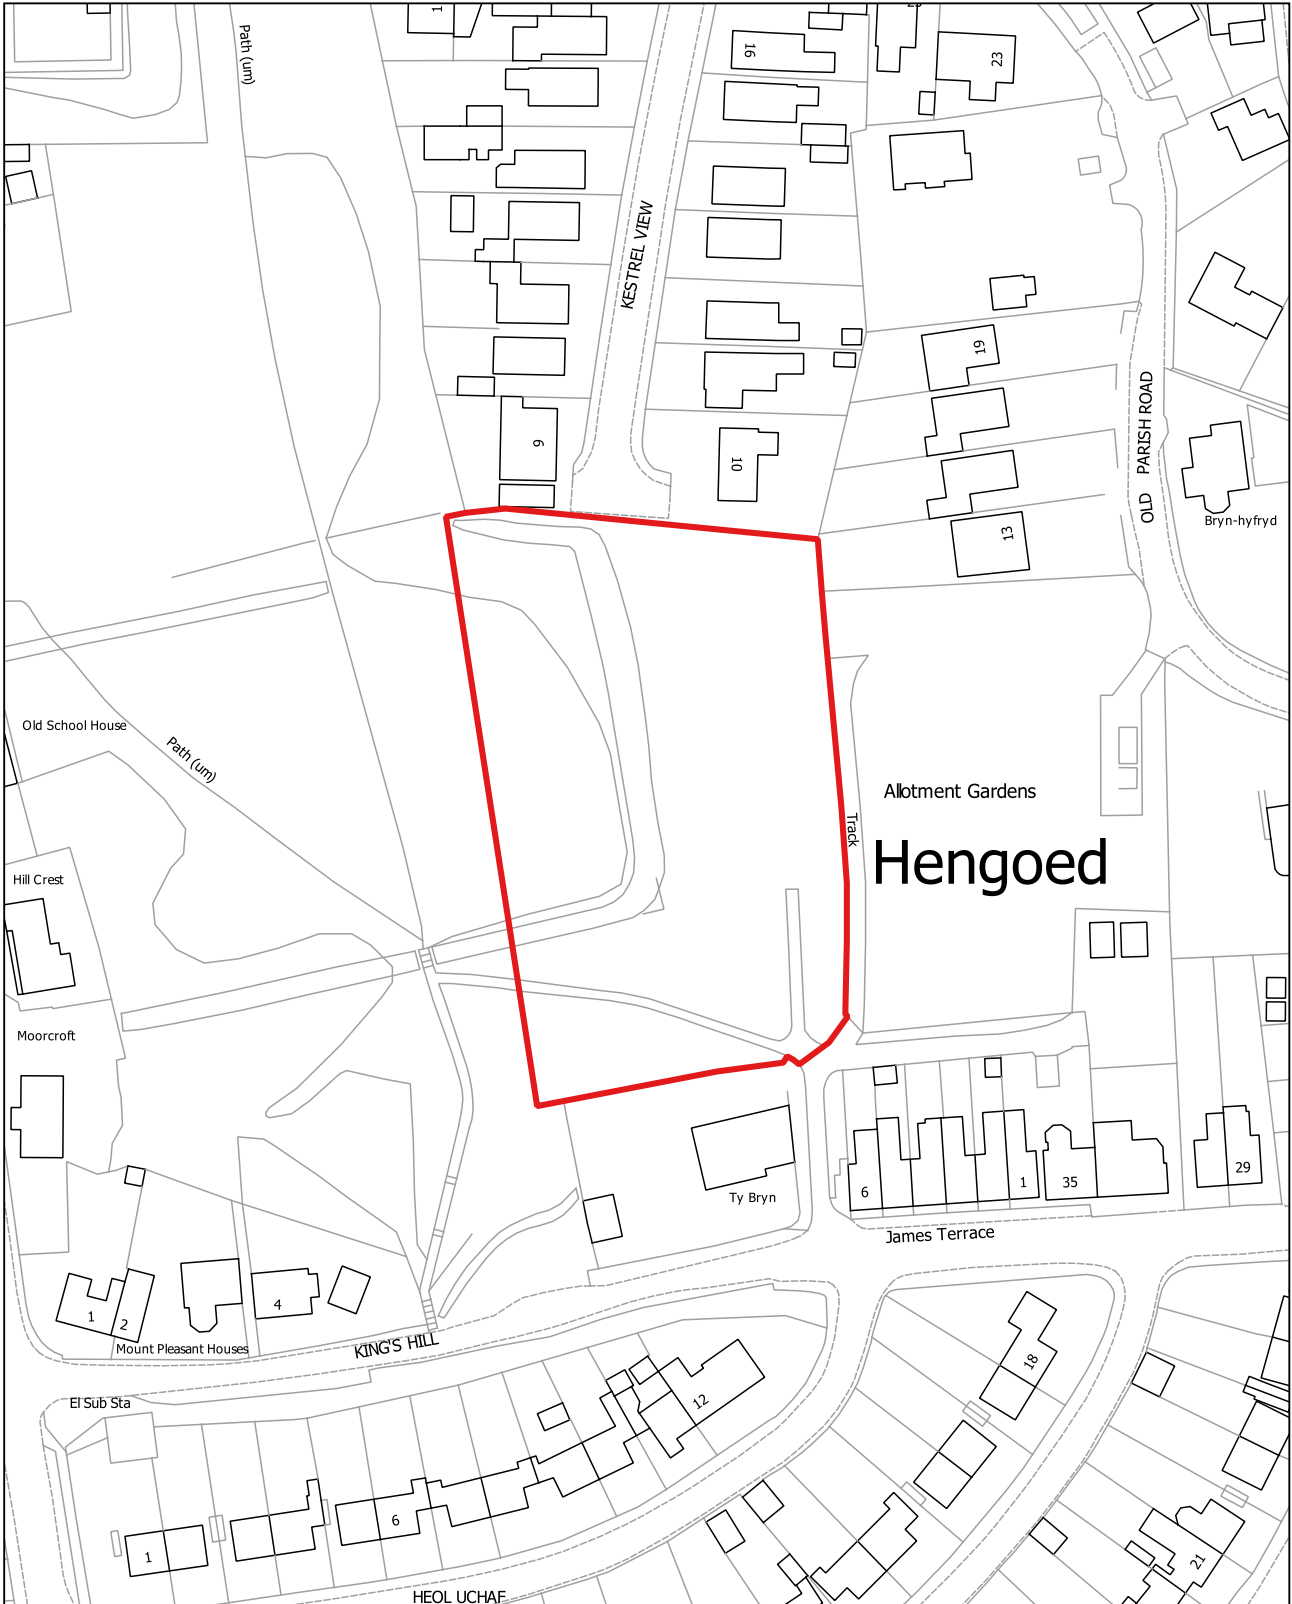 Path (um)
1
16
23
KESTREL VIEW
19
9
10
OLD PARISH ROAD
13
Bryn-hyfryd
Old School House
Path (um)
Allotment Gardens
Track
Hengoed
Hill Crest
Moorcroft
6
1
35
29
Ty Bryn
James Terrace
1
2
4
Mount Pleasant Houses
KING'S HILL
El Sub Sta
12
18
6
1
21
HEOL UCHAF